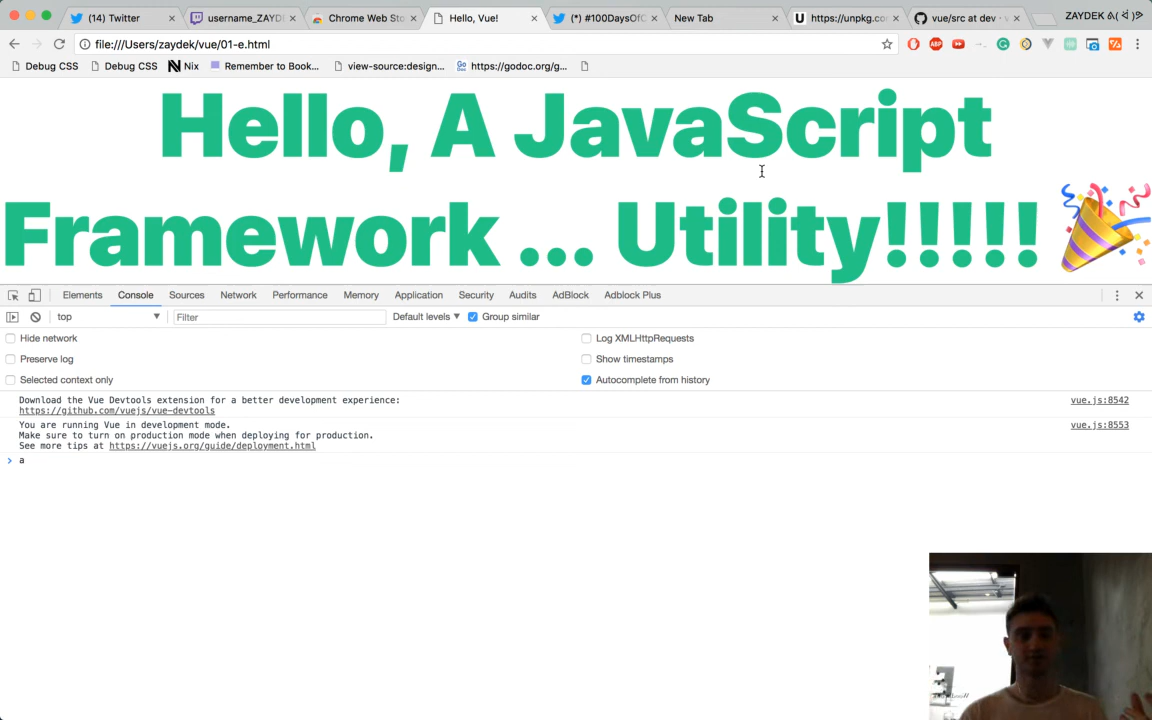 (14) Twitter
username_ZAYD
Chrome Web Sto
Hello, Vue!
(*) #100DaysOfC
New Tab
https://unpkg.co
vue/src at dev · v
ZAYDEK
file:///Users/zaydek/vue/01-e.html
Debug CSS
Debug CSS
Nix
Remember to Book...
view-source:design...
https://godoc.org/g...
Hello, A JavaScript
Framework ... Utility!!!!! 🎉
Elements Console Sources Network Performance Memory Application Security Audits AdBlock Adblock Plus
top Filter Default levels Group similar
Hide network
Log XMLHttpRequests
Preserve log
Show timestamps
Selected context only
Autocomplete from history
Download the Vue Devtools extension for a better development experience:
vue.js:8542
https://github.com/vuejs/vue-devtools
You are running Vue in development mode.
vue.js:8553
Make sure to turn on production mode when deploying for production.
See more tips at https://vuejs.org/guide/deployment.html
> a